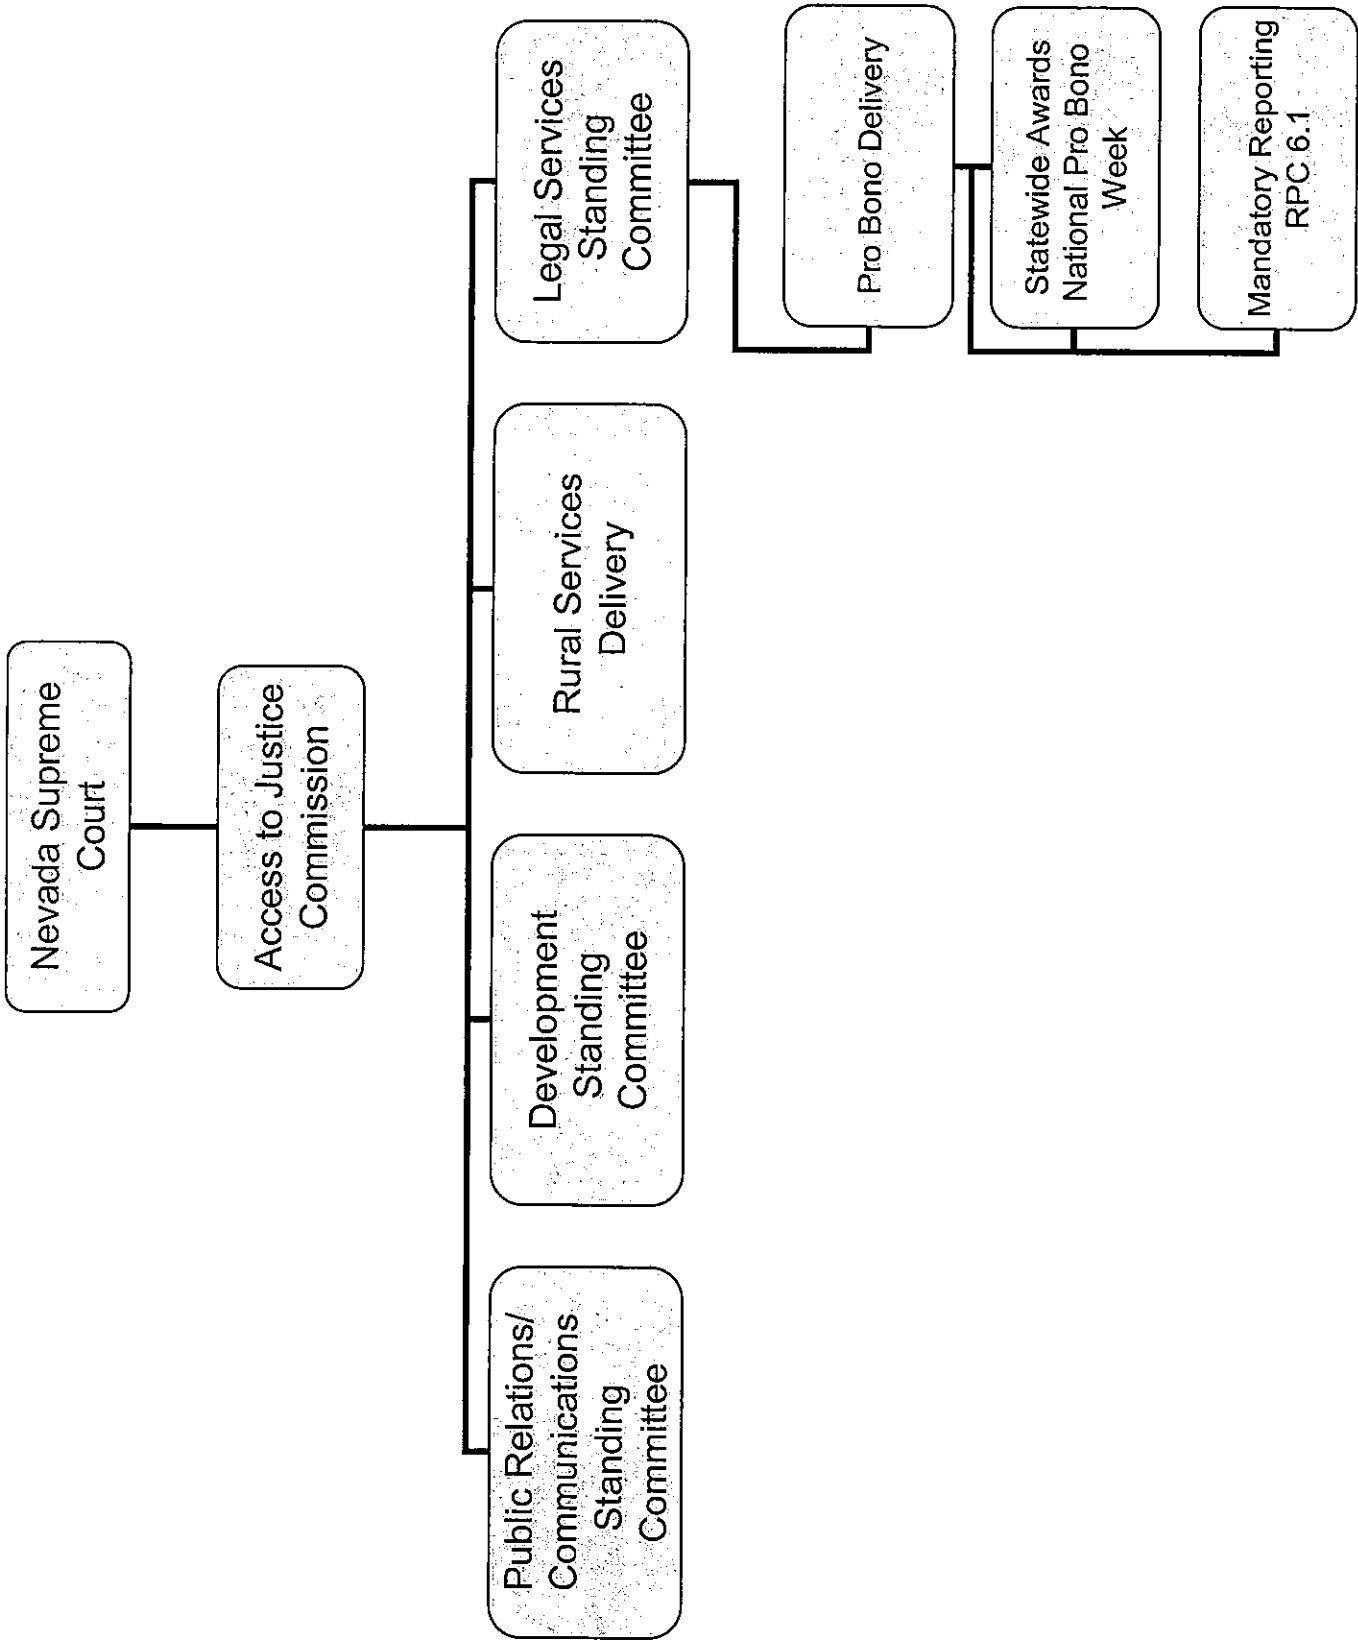 Nevada Supreme
Court
Access to Justice
Commission
Public Relations/
Communications
Standing
Committee
Development
Standing
Committee
Rural Services
Delivery
Legal Services
Standing
Committee
Pro Bono Delivery
Statewide Awards
National Pro Bono
Week
Mandatory Reporting
RPC 6.1